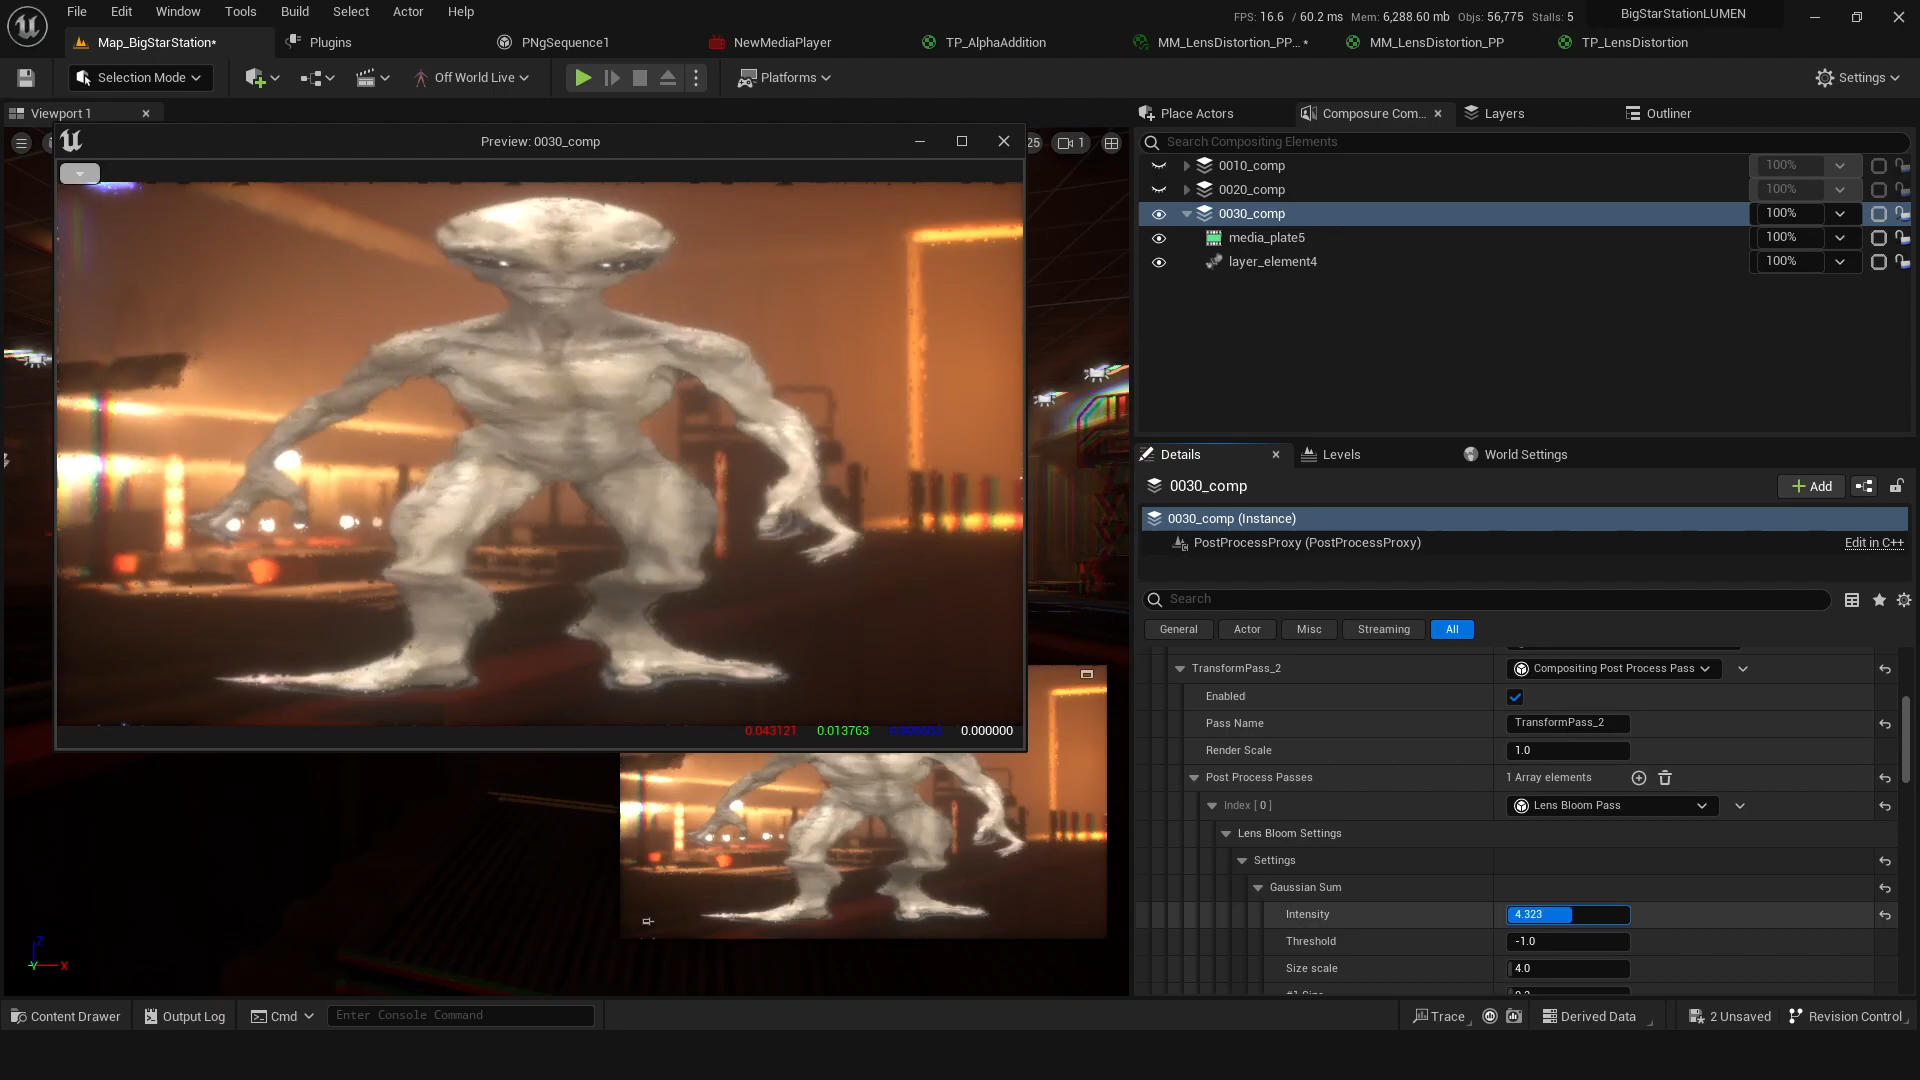 File Edit Window Tools Build Select Actor Help
FPS: 16.6 / 60.2 ms Mem: 6,288.60 mb Objs: 56,775 Stalls: 5
BigStarStationLUMEN
Map_BigStarStation*
Plugins
PNgSequence1
NewMediaPlayer
TP_AlphaAddition
MM_LensDistortion_PP... *
MM_LensDistortion_PP
TP_LensDistortion
Selection Mode
Off World Live
Platforms
Settings
Viewport 1
Preview: 0030_comp
25
1
Place Actors
Composure Com...
Layers
Outliner
Search Compositing Elements
0010_comp 100%
0020_comp 100%
0030_comp 100%
media_plate5 100%
layer_element4 100%
0.043121 0.013763 0.000000
Details
Levels
World Settings
0030_comp
Add
0030_comp (Instance)
PostProcessProxy (PostProcessProxy)
Edit in C++
Search
General
Actor
Misc
Streaming
All
TransformPass_2 Compositing Post Process Pass
Enabled
Pass Name TransformPass_2
Render Scale 1.0
Post Process Passes 1 Array elements
Index [ 0 ] Lens Bloom Pass
Lens Bloom Settings
Settings
Gaussian Sum
Intensity 4.323
Threshold -1.0
Size scale 4.0
Z
Y
X
Content Drawer
Output Log
Cmd
Enter Console Command
Trace
Derived Data
2 Unsaved
Revision Control